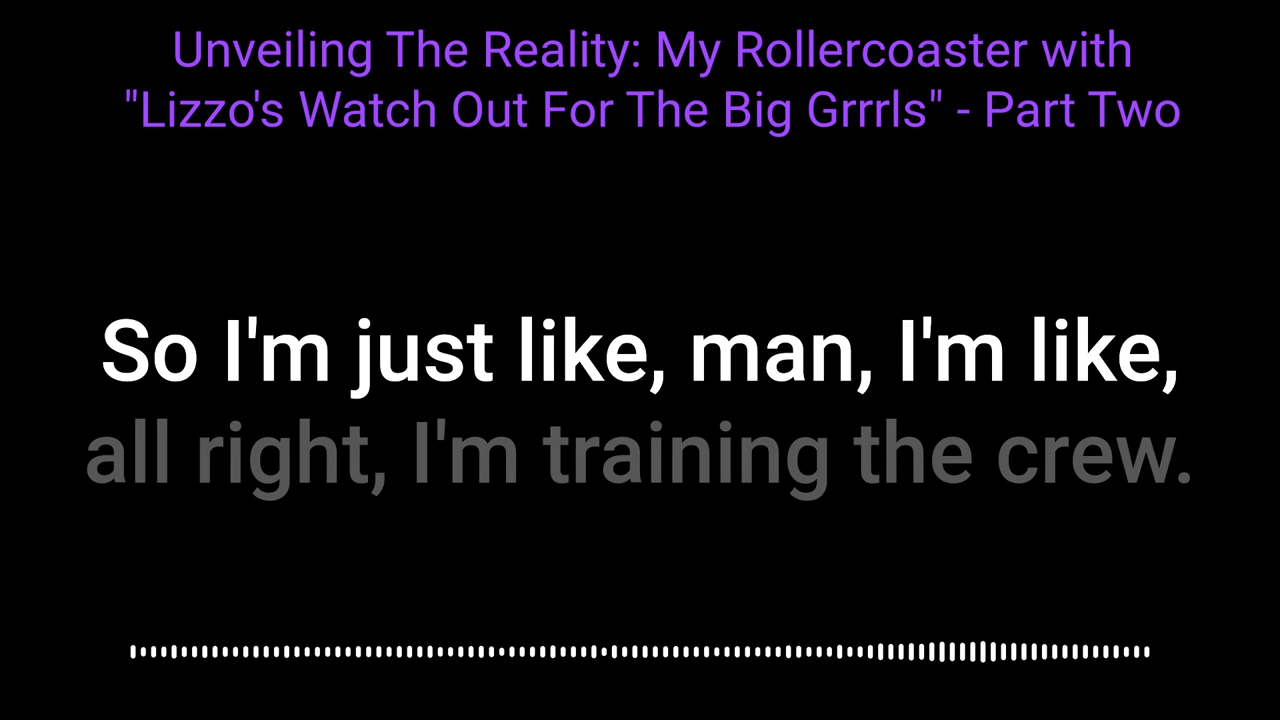 Unveiling The Reality: My Rollercoaster with
"Lizzo's Watch Out For The Big Grrrls" - Part Two
So I'm just like, man, I'm like,
all right, I'm training the crew.